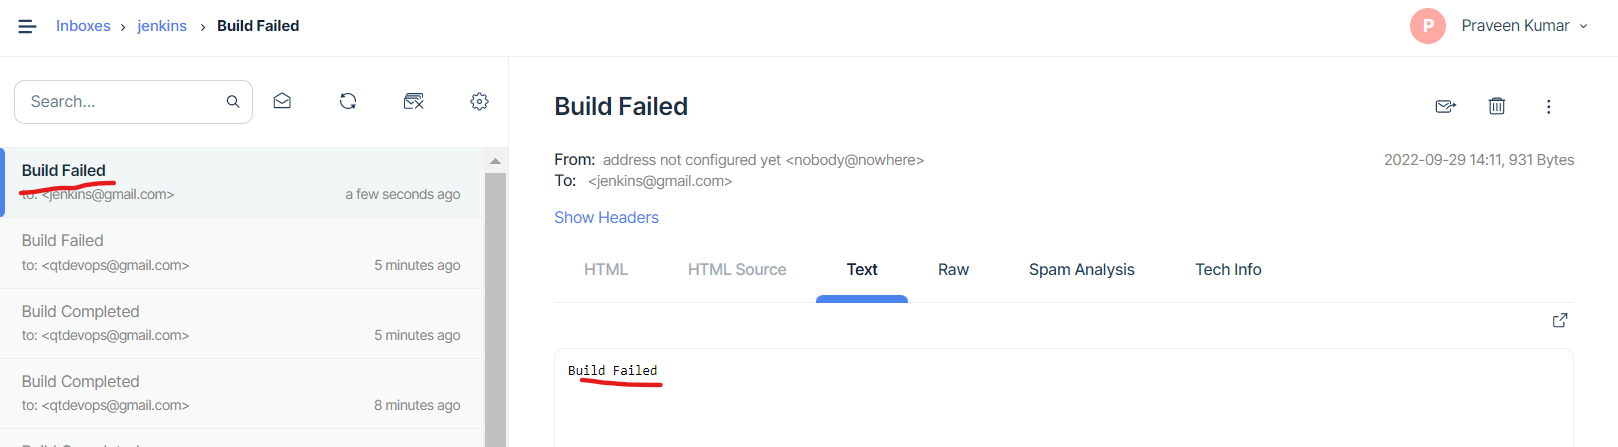 Inboxes › jenkins › Build Failed
P Praveen Kumar
Search...
Build Failed
to: <jenkins@gmail.com> a few seconds ago
Build Failed
to: <qtdevops@gmail.com> 5 minutes ago
Build Completed
to: <qtdevops@gmail.com> 5 minutes ago
Build Completed
to: <qtdevops@gmail.com> 8 minutes ago
Build Failed
From: address not configured yet <nobody@nowhere> 2022-09-29 14:11, 931 Bytes
To: <jenkins@gmail.com>
Show Headers
HTML HTML Source Text Raw Spam Analysis Tech Info
Build Failed